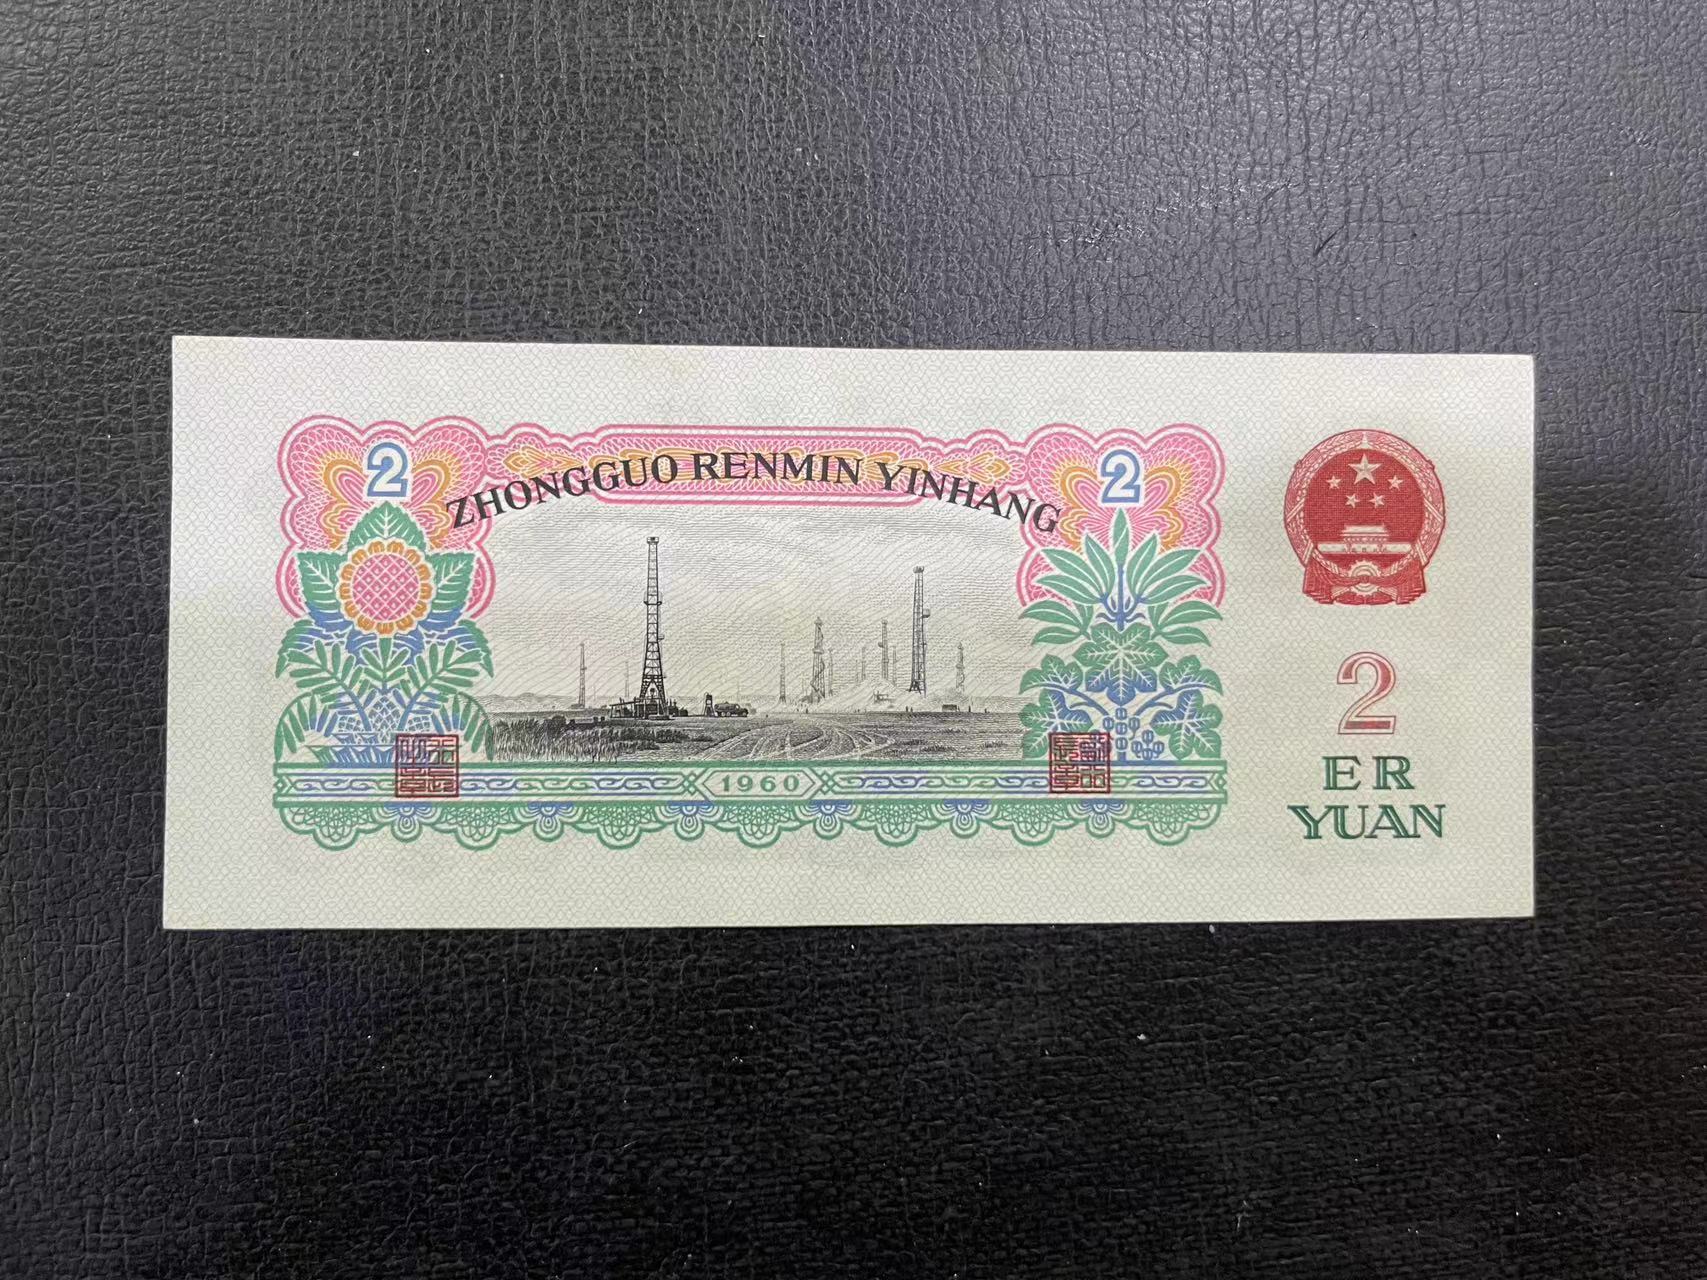 2
ZHONGGUO RENMIN YINHANG
2
1960
2
ER
YUAN